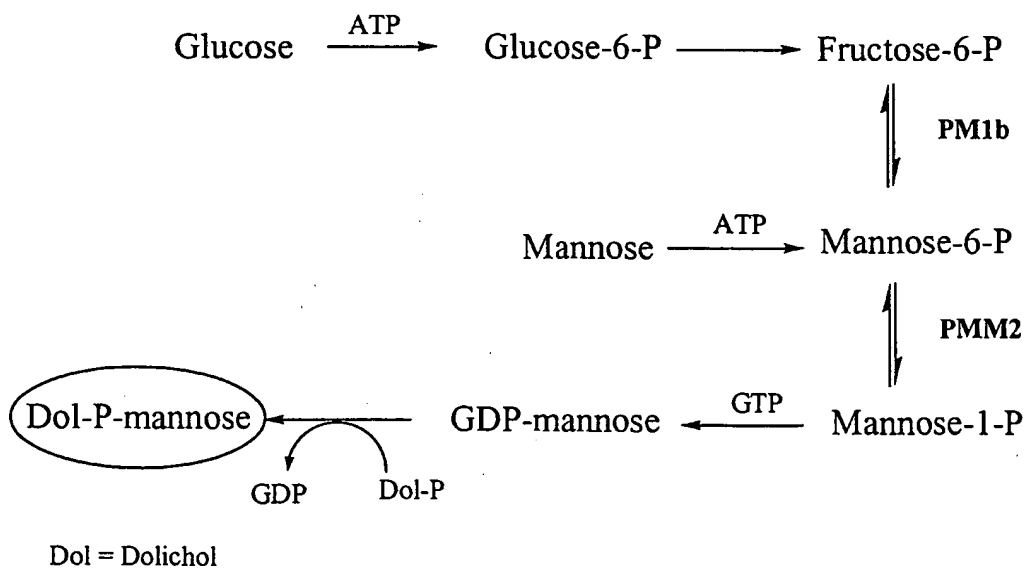 ATP
Glucose Glucose-6-P Fructose-6-P
PM1b
ATP
Mannose Mannose-6-P
PMM2
GTP
Dol-P-mannose GDP-mannose Mannose-1-P
GDP Dol-P
Dol = Dolichol